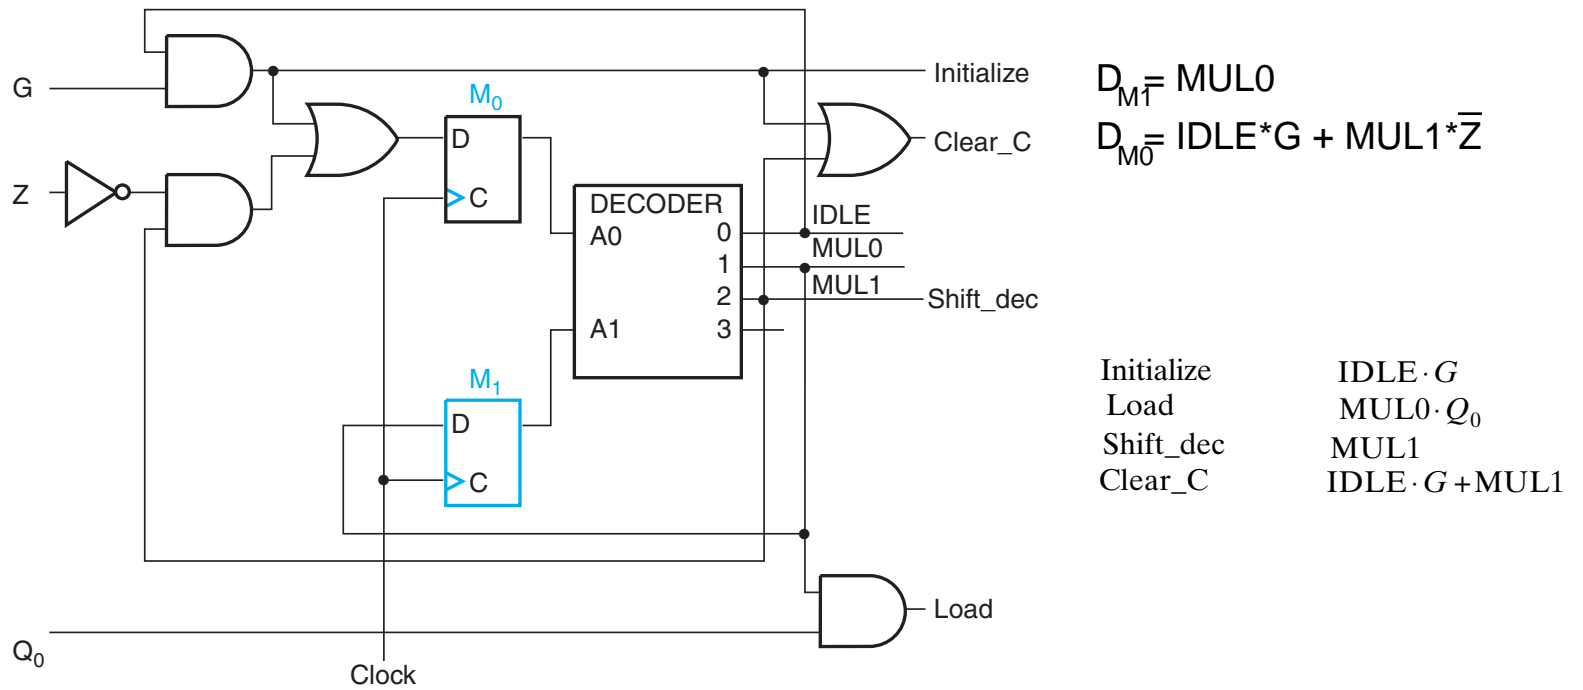 G
Z
Q₀
Clock
M₀
D
C
M₁
D
C
DECODER
A0
A1
0
1
2
3
IDLE
MUL0
MUL1
Initialize
Clear_C
Shift_dec
Load
D_M1 = MUL0
D_M0 = IDLE*G + MUL1*Z̅
Initialize IDLE·G
Load MUL0·Q₀
Shift_dec MUL1
Clear_C IDLE·G+MUL1